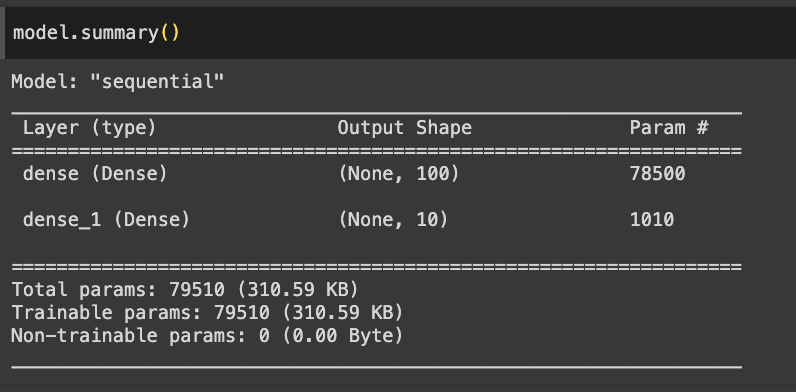 model.summary()
Model: "sequential"
Layer (type) Output Shape Param #
=================================================================
dense (Dense) (None, 100) 78500
dense_1 (Dense) (None, 10) 1010
=================================================================
Total params: 79510 (310.59 KB)
Trainable params: 79510 (310.59 KB)
Non-trainable params: 0 (0.00 Byte)